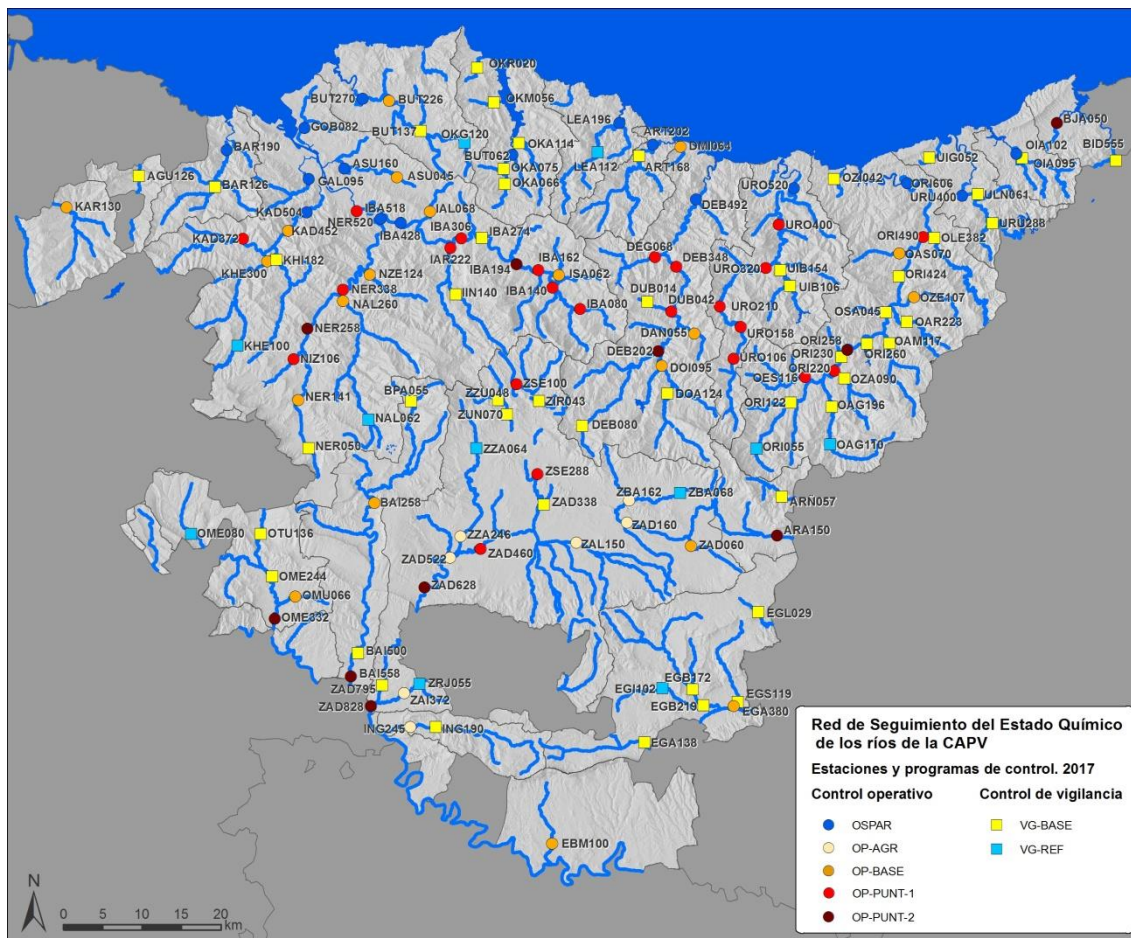 OKR020
BUT270
BUT226
OKM056
LEA196
ART202
BJA050
GOB082
BUT137
OKG120
DMI064
OIA102
BID555
BAR190
OKA114
BUT062
OIA095
ASU160
LEA112
ART168
UIG052
AGU126
BAR126
GAL095
ASU045
OKA075
OKA066
URO520
OZI042
ORI606
URU400
ULN061
KAR130
KAD504
IBA518
IAL068
DEB492
NER520
IBA428
IBA306
IBA274
URO400
URU288
KAD372
KAD452
IAR222
DEG068
ORI490
OLE382
KHE300
KHI182
NZE124
IBA194
IBA162
ISA062
DEB348
URO320
UIB154
OAS070
NER338
IIN140
IBA140
DUB014
UIB106
ORI424
NAL260
IBA080
DUB042
URO210
OZE107
NER258
URO158
OSA045
OAR223
KHE100
DAN055
ORI258
OAM117
NIZ106
DEB202
DOI095
URO106
ORI230
ORI260
ORI220
OES116
OZA090
NER141
BPA055
ZSE100
ZZU048
ZIR043
DOA124
ORI122
OAG196
NAL062
ZUN070
DEB080
NER050
ZZA064
ORI055
OAG110
ZSE288
BAI258
ZAD338
ZBA162
ZBA068
ARN057
OME080
OTU136
ZAD160
ARA150
ZZA246
ZAL150
ZAD060
ZAD522
ZAD460
OME244
ZAD628
OMU066
EGL029
OME332
BAI500
BAI558
ZRJ055
EGB172
ZAD795
ZAI372
EGI102
EGS119
ZAD828
EGB219
EGA380
ING245
ING190
EGA138
EBM100
Red de Seguimiento del Estado Químico
de los ríos de la CAPV
Estaciones y programas de control. 2017
Control operativo
Control de vigilancia
OSPAR
VG-BASE
OP-AGR
VG-REF
OP-BASE
OP-PUNT-1
OP-PUNT-2
N
0 5 10 15 20
km